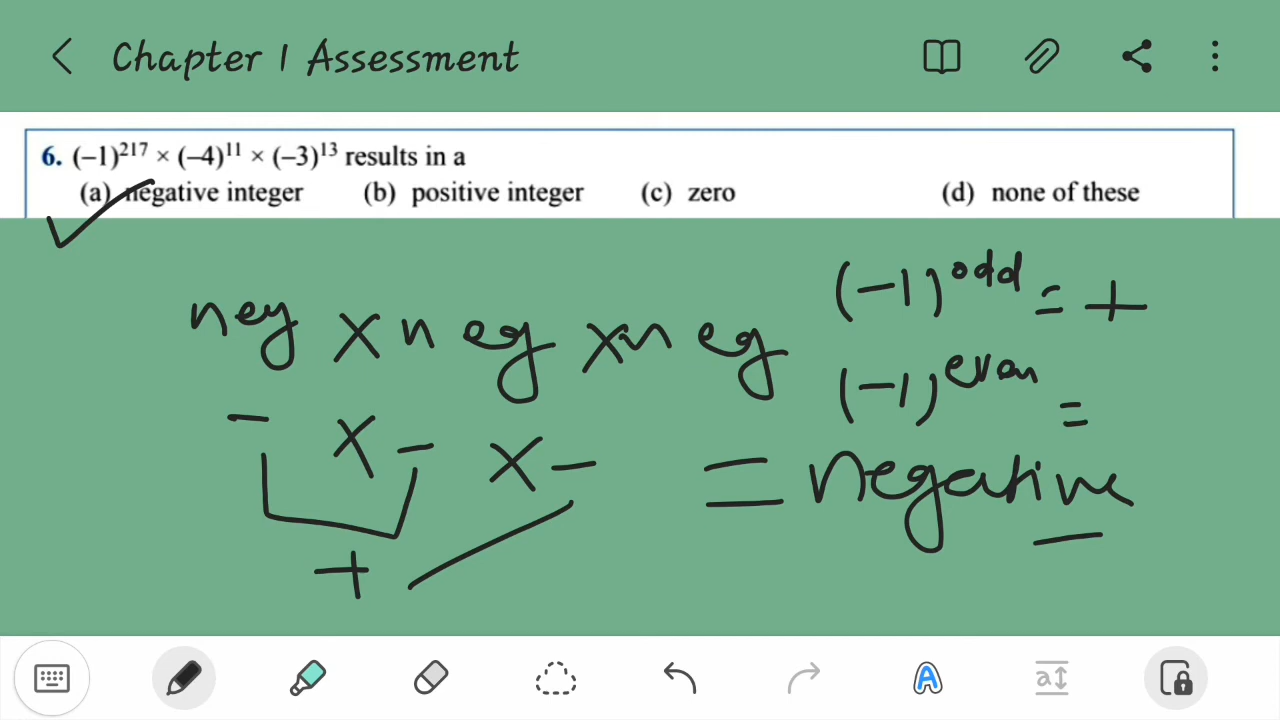 Chapter 1 Assessment
6. (–1)²¹⁷ × (–4)¹¹ × (–3)¹³ results in a
(a) negative integer (b) positive integer (c) zero (d) none of these
(-1)^odd = +
neg × neg × neg
(-1)^even =
- × - × - = negative
+
A a